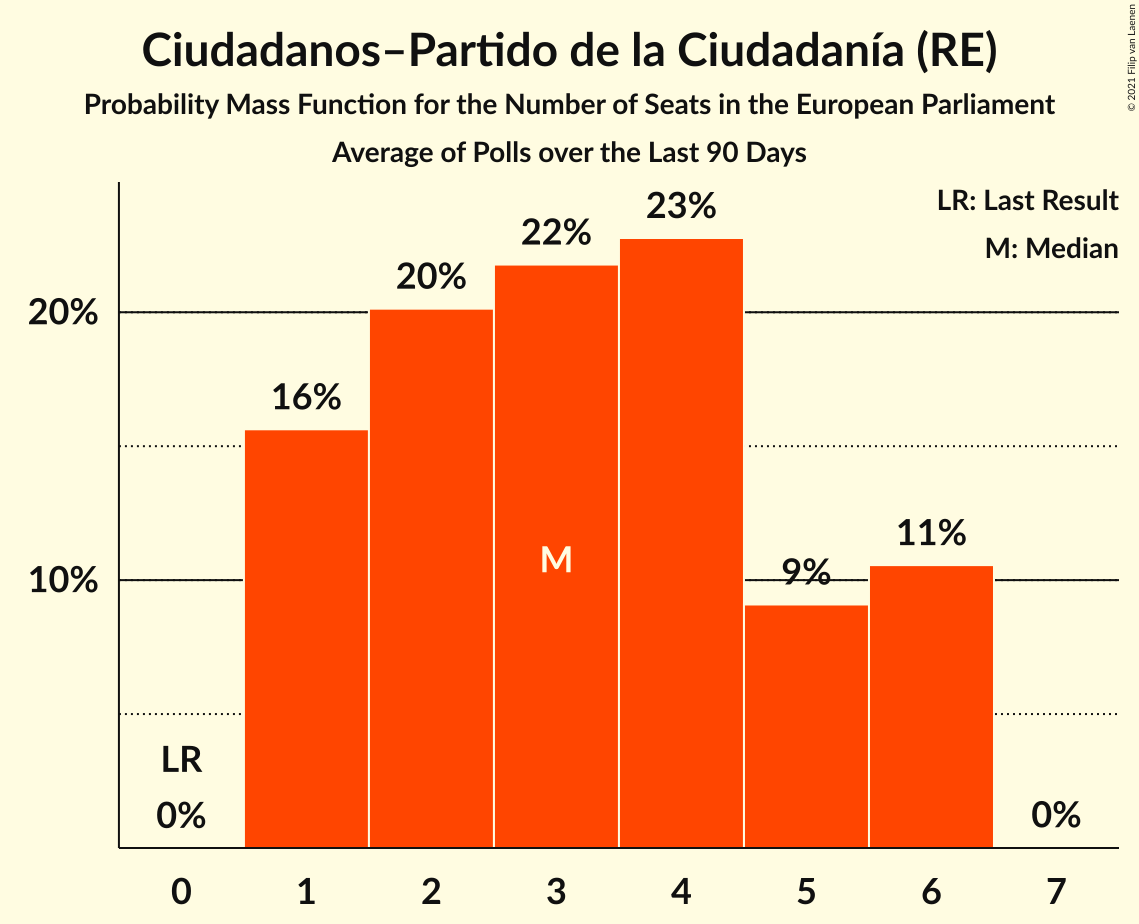 Ciudadanos–Partido de la Ciudadanía (RE)
Probability Mass Function for the Number of Seats in the European Parliament
Average of Polls over the Last 90 Days
© 2021 Filip van Laenen
LR: Last Result
M: Median
20%
10%
LR
0%
16%
20%
22%
M
23%
9%
11%
0%
0 1 2 3 4 5 6 7